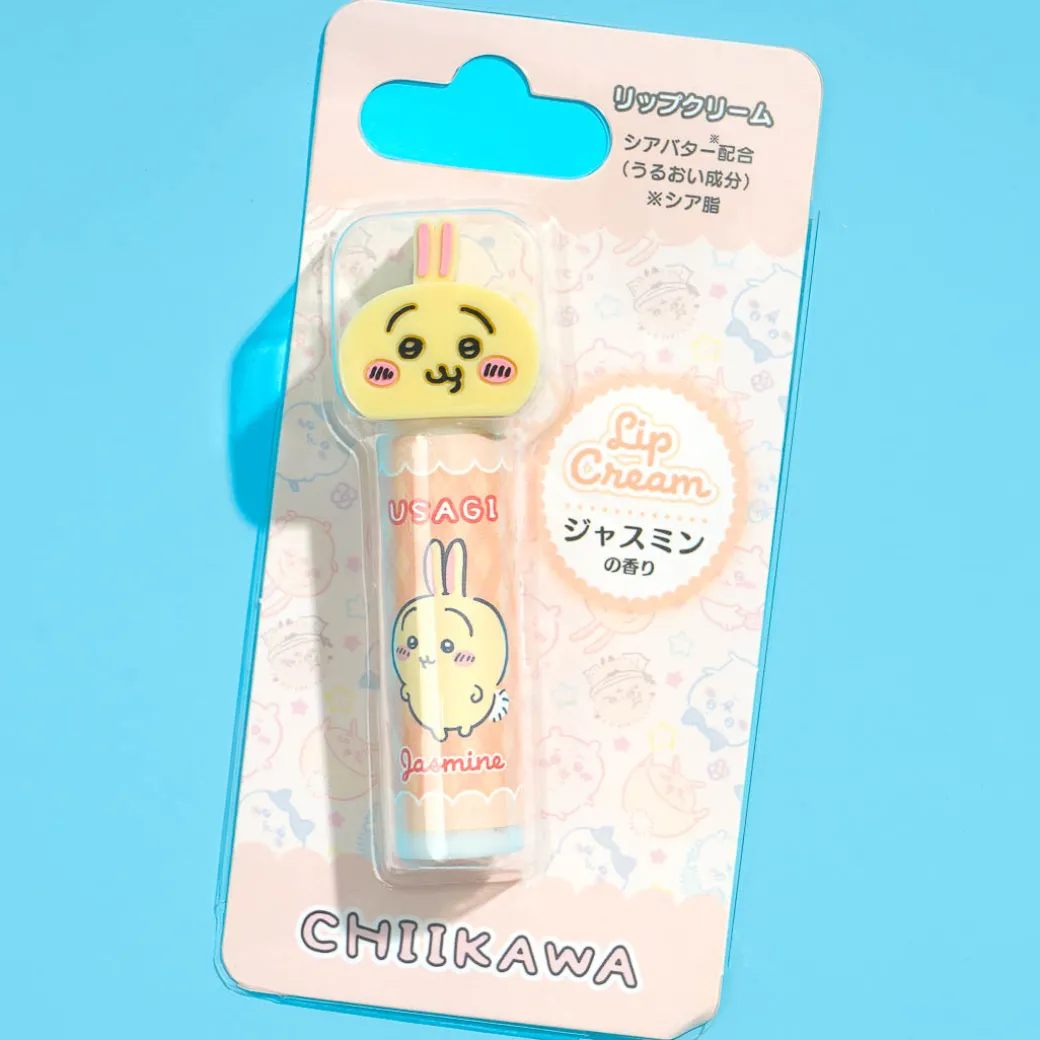 リップクリーム
シアバター※配合
（うるおい成分）
※シア脂
Lip
Cream
ジャスミン
の香り
USAGI
Jasmine
CHIIKAWA